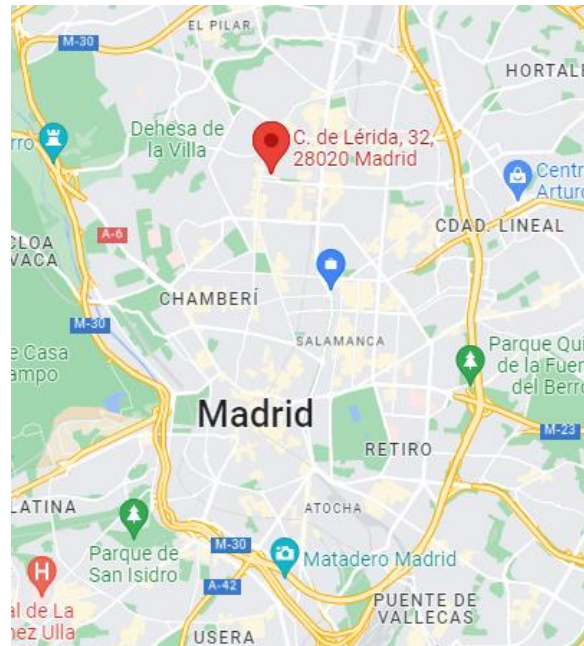 EL PILAR
M-30
HORTALE
Dehesa de
la Villa
C. de Lérida, 32,
28020 Madrid
rro
Centr
Arturo
A-6
CDAD. LINEAL
CLOA
VACA
CHAMBERÍ
M-30
SALAMANCA
e Casa
ampo
Parque Qui
de la Fuen
del Berro
Madrid
M-23
RETIRO
LATINA
ATOCHA
M-30
Parque de
San Isidro
Matadero Madrid
A-42
al de La
nez Ulla
PUENTE DE
VALLECAS
USERA